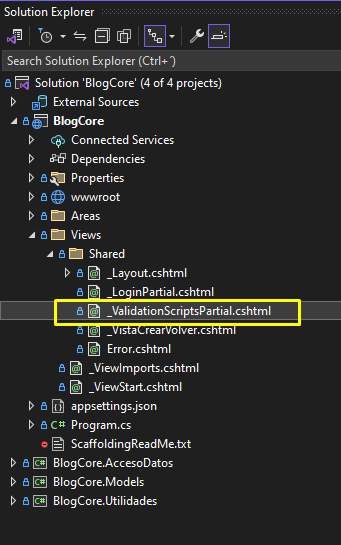 Solution Explorer
Search Solution Explorer (Ctrl+´)
Solution 'BlogCore' (4 of 4 projects)
External Sources
BlogCore
Connected Services
Dependencies
Properties
wwwroot
Areas
Views
Shared
_Layout.cshtml
_LoginPartial.cshtml
_ValidationScriptsPartial.cshtml
_VistaCrearVolver.cshtml
Error.cshtml
_ViewImports.cshtml
_ViewStart.cshtml
appsettings.json
C# Program.cs
ScaffoldingReadMe.txt
C# BlogCore.AccesoDatos
C# BlogCore.Models
C# BlogCore.Utilidades